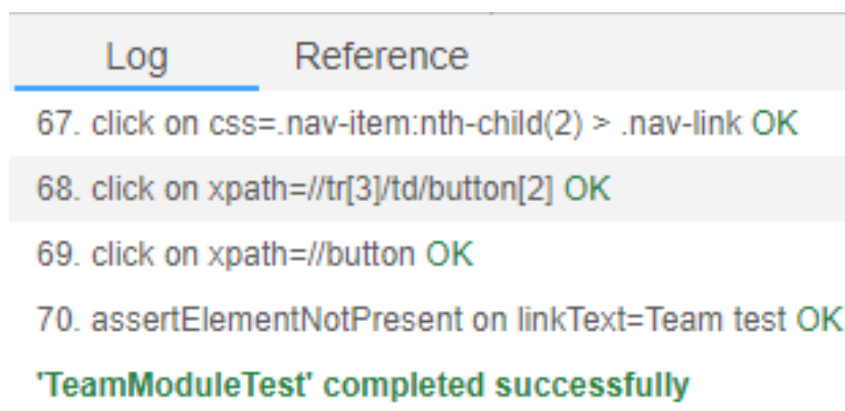 Log Reference
67. click on css=.nav-item:nth-child(2) > .nav-link OK
68. click on xpath=//tr[3]/td/button[2] OK
69. click on xpath=//button OK
70. assertElementNotPresent on linkText=Team test OK
'TeamModuleTest' completed successfully